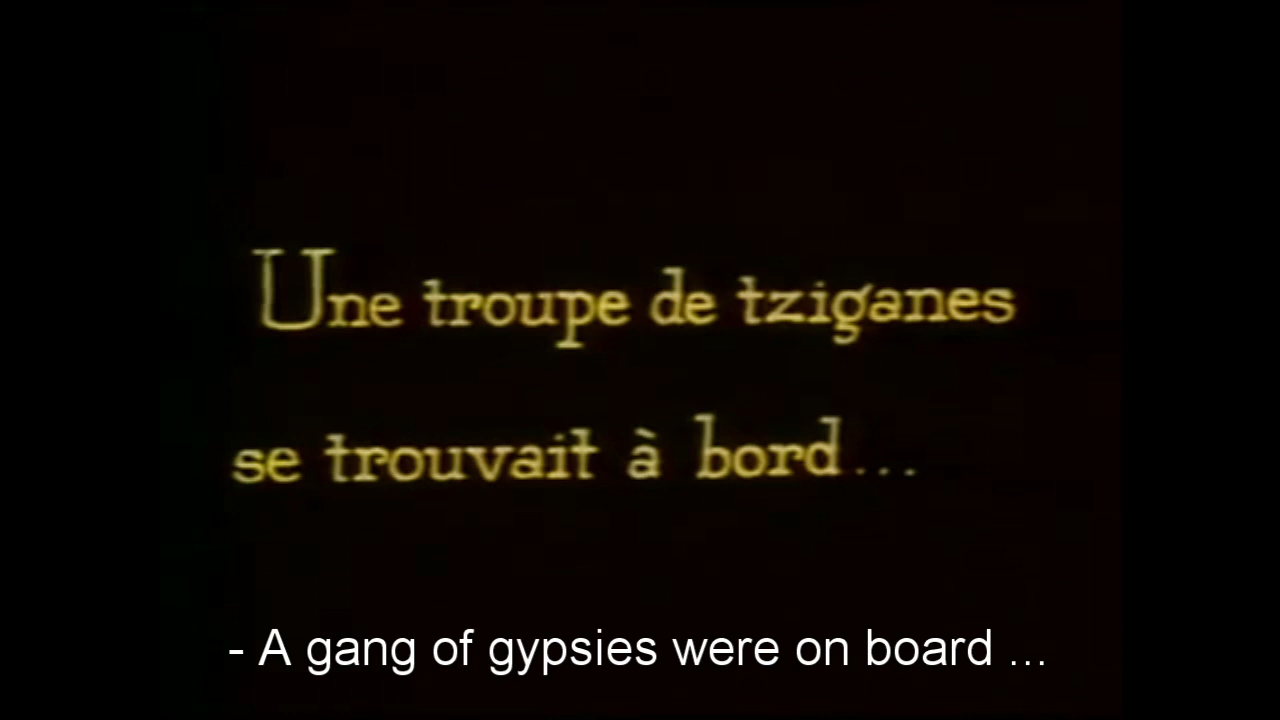 Une troupe de tziganes
se trouvait à bord...
- A gang of gypsies were on board ...